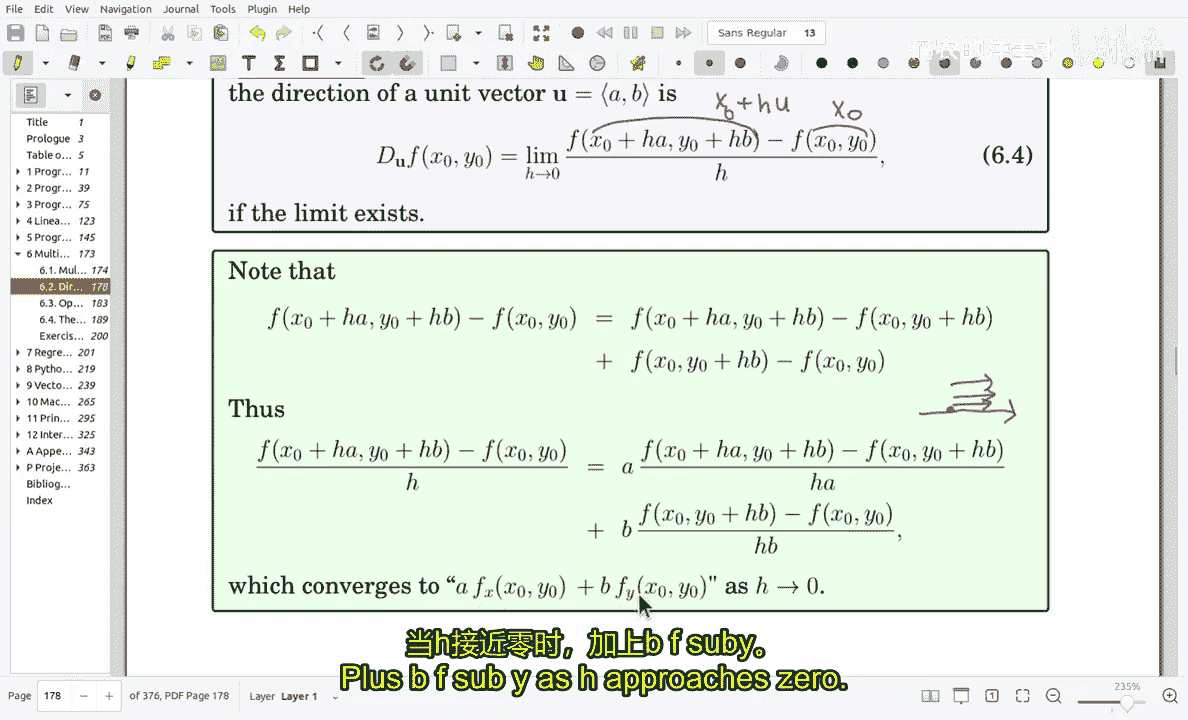 File Edit View Navigation Journal Tools Plugin Help
Sans Regular 13
Title 1
Prologue 3
Table o... 5
1 Progr... 11
2 Progr... 39
3 Progr... 75
4 Linea... 123
5 Progr... 145
6 Multi... 173
6.1. Mul... 174
6.2. Dir... 178
6.3. Op... 183
6.4. The... 189
Exercis... 200
7 Regre... 201
8 Pytho... 219
9 Vecto... 239
10 Mac... 265
11 Prin... 295
12 Inter... 325
A Appe... 343
P Proje... 363
Bibliog...
Index
the direction of a unit vector u = ⟨a, b⟩ is
x₀+hu x₀
D_u f(x₀, y₀) = lim_{h→0} (f(x₀ + ha, y₀ + hb) − f(x₀, y₀)) / h, (6.4)
if the limit exists.
Note that
f(x₀ + ha, y₀ + hb) − f(x₀, y₀) = f(x₀ + ha, y₀ + hb) − f(x₀, y₀ + hb)
+ f(x₀, y₀ + hb) − f(x₀, y₀)
Thus
(f(x₀ + ha, y₀ + hb) − f(x₀, y₀)) / h = a (f(x₀ + ha, y₀ + hb) − f(x₀, y₀ + hb)) / ha
+ b (f(x₀, y₀ + hb) − f(x₀, y₀)) / hb,
which converges to "a fₓ(x₀, y₀) + b f_y(x₀, y₀)" as h → 0.
当h接近零时，加上b f suby。
Plus b f sub y as h approaches zero.
Page 178 of 376, PDF Page 178 Layer Layer 1 235%